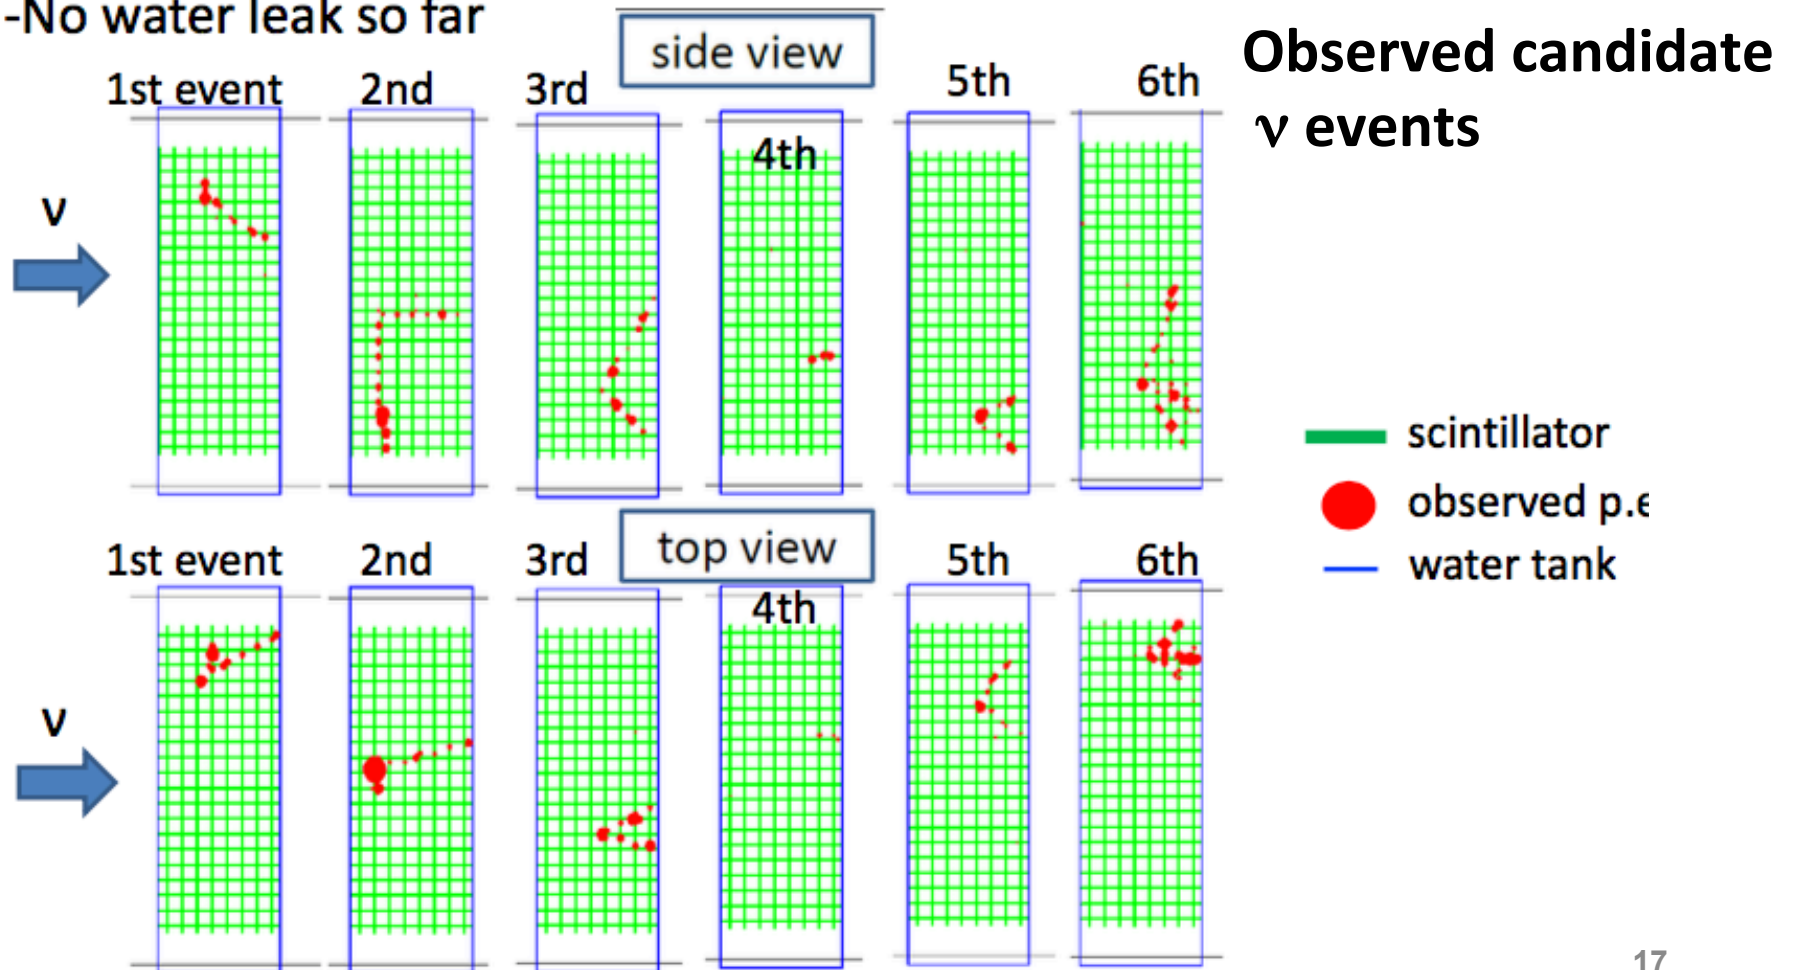 -No water leak so far
side view
Observed candidate
ν events
1st event 2nd 3rd 4th 5th 6th
ν
scintillator
observed p.e
water tank
1st event 2nd 3rd top view 5th 6th
4th
ν
17